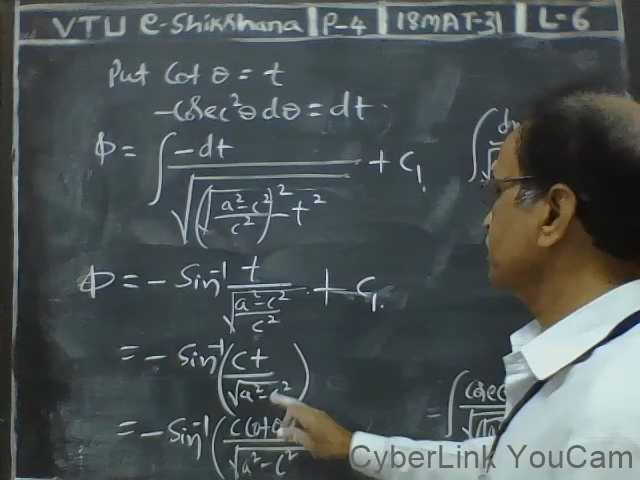 VTU e-Shikshana | P-4 | 18MAT-31 | L-6
Put Cot θ = t
-Cosec²θ dθ = dt
ϕ = ∫ -dt / √((√(a²-c²/c²))² - t²) + C₁
ϕ = - Sin⁻¹ t / √(a²-c²/c²) + C₁
= - Sin⁻¹ (ct / √a²-c²)
= - Sin⁻¹ (c cot θ / √a²-c²
CyberLink YouCam